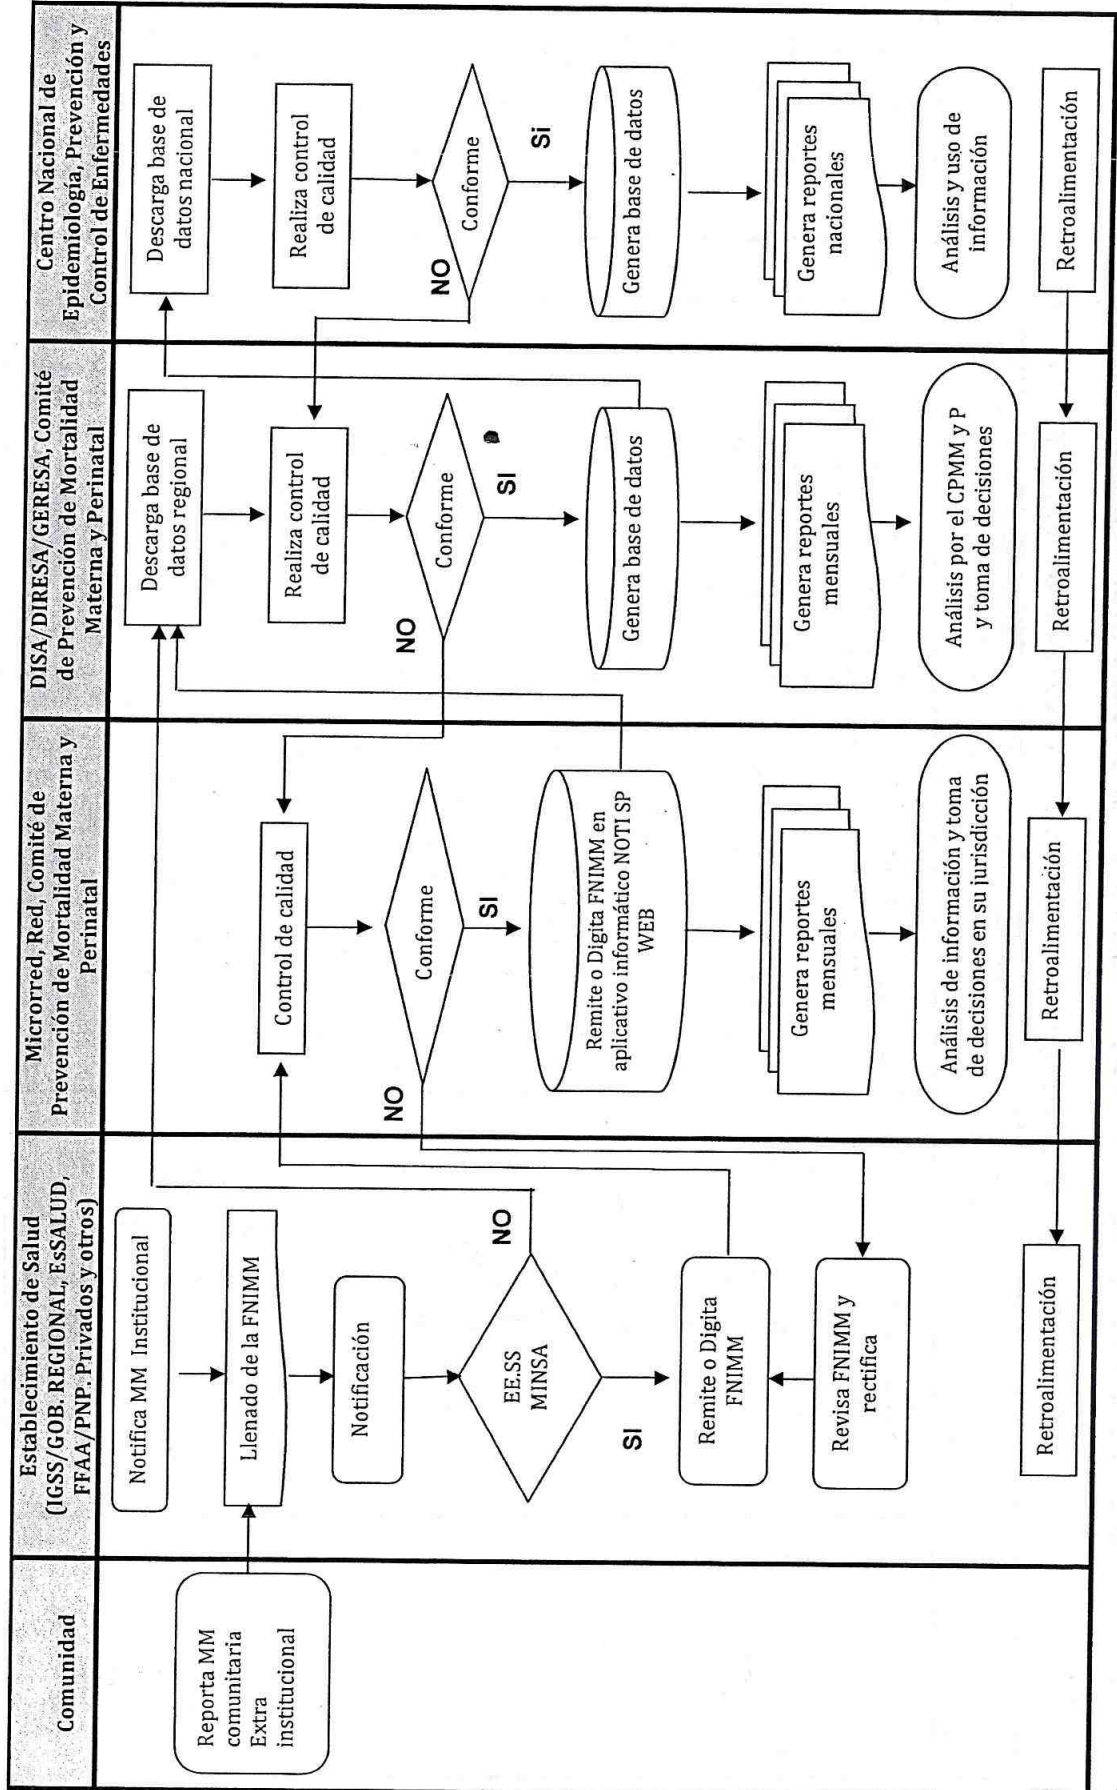 Comunidad
Establecimiento de Salud
(IGSS/GOB. REGIONAL, EsSALUD,
FFAA/PNP. Privados y otros)
Microrred, Red, Comité de
Prevención de Mortalidad Materna y
Perinatal
DISA/DIRESA/GERESA, Comité
de Prevención de Mortalidad
Materna y Perinatal
Centro Nacional de
Epidemiología, Prevención y
Control de Enfermedades
Reporta MM
comunitaria
Extra
institucional
Notifica MM Institucional
Llenado de la FNIMM
Notificación
EE.SS
MINSA
NO
SI
Remite o Digita
FNIMM
Revisa FNIMM y
rectifica
Retroalimentación
Control de calidad
Conforme
NO
SI
Remite o Digita FNIMM en
aplicativo informático NOTI SP
WEB
Genera reportes
mensuales
Análisis de información y toma
de decisiones en su jurisdicción
Retroalimentación
Descarga base de
datos regional
Realiza control
de calidad
Conforme
NO
SI
Genera base de datos
Genera reportes
mensuales
Análisis por el CPMM y P
y toma de decisiones
Retroalimentación
Descarga base de
datos nacional
Realiza control
de calidad
Conforme
NO
Si
Genera base de datos
Genera reportes
nacionales
Análisis y uso de
información
Retroalimentación